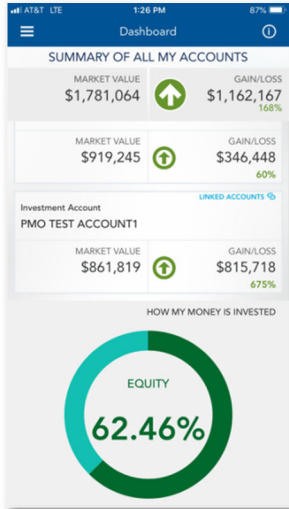 AT&T LTE 1:26 PM 87%
Dashboard
SUMMARY OF ALL MY ACCOUNTS
MARKET VALUE GAIN/LOSS
$1,781,064 $1,162,167
168%
MARKET VALUE GAIN/LOSS
$919,245 $346,448
60%
LINKED ACCOUNTS
Investment Account
PMO TEST ACCOUNT1
MARKET VALUE GAIN/LOSS
$861,819 $815,718
675%
HOW MY MONEY IS INVESTED
EQUITY
62.46%